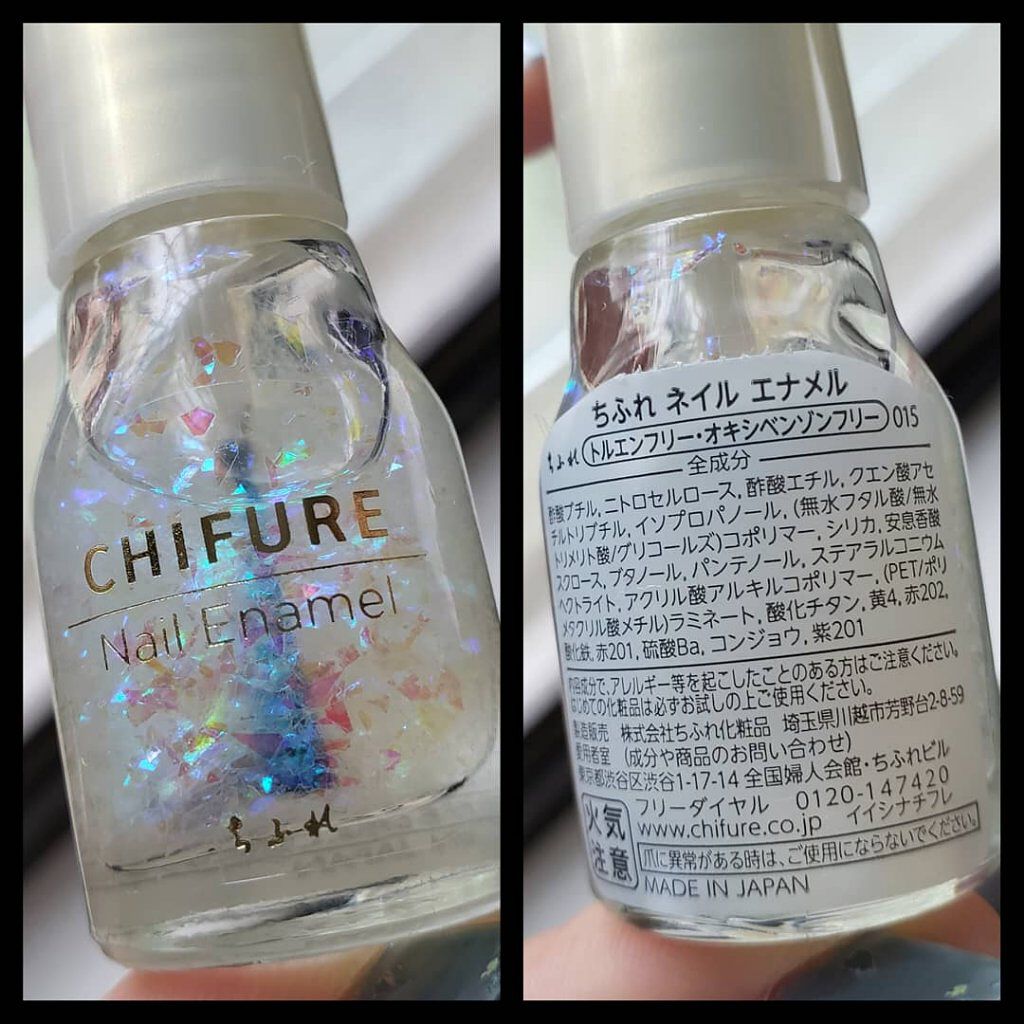 CHIFURE
Nail Enamel
ちふれ
ちふれ ネイル エナメル
ちふれ トルエンフリー・オキシベンゾンフリー 015
全成分
酢酸ブチル, ニトロセルロース, 酢酸エチル, クエン酸アセ
チルトリブチル, イソプロパノール, (無水フタル酸/無水
トリメリト酸/グリコールズ)コポリマー, シリカ, 安息香酸
スクロース, ブタノール, パンテノール, ステアラルコニウム
ヘクトライト, アクリル酸アルキルコポリマー, (PET/ポリ
メタクリル酸メチル)ラミネート, 酸化チタン, 黄4, 赤202,
酸化鉄, 赤201, 硫酸Ba, コンジョウ, 紫201
内容成分で、アレルギー等を起こしたことのある方はご注意ください。
はじめての化粧品は必ずお試しの上ご使用ください。
製造販売 株式会社ちふれ化粧品 埼玉県川越市芳野台2-8-59
愛用者室 (成分や商品のお問い合わせ)
東京都渋谷区渋谷1-17-14 全国婦人会館・ちふれビル
フリーダイヤル 0120-147420
www.chifure.co.jp イイシナチフレ
火気
注意
爪に異常がある時は、ご使用にならないでください。
MADE IN JAPAN